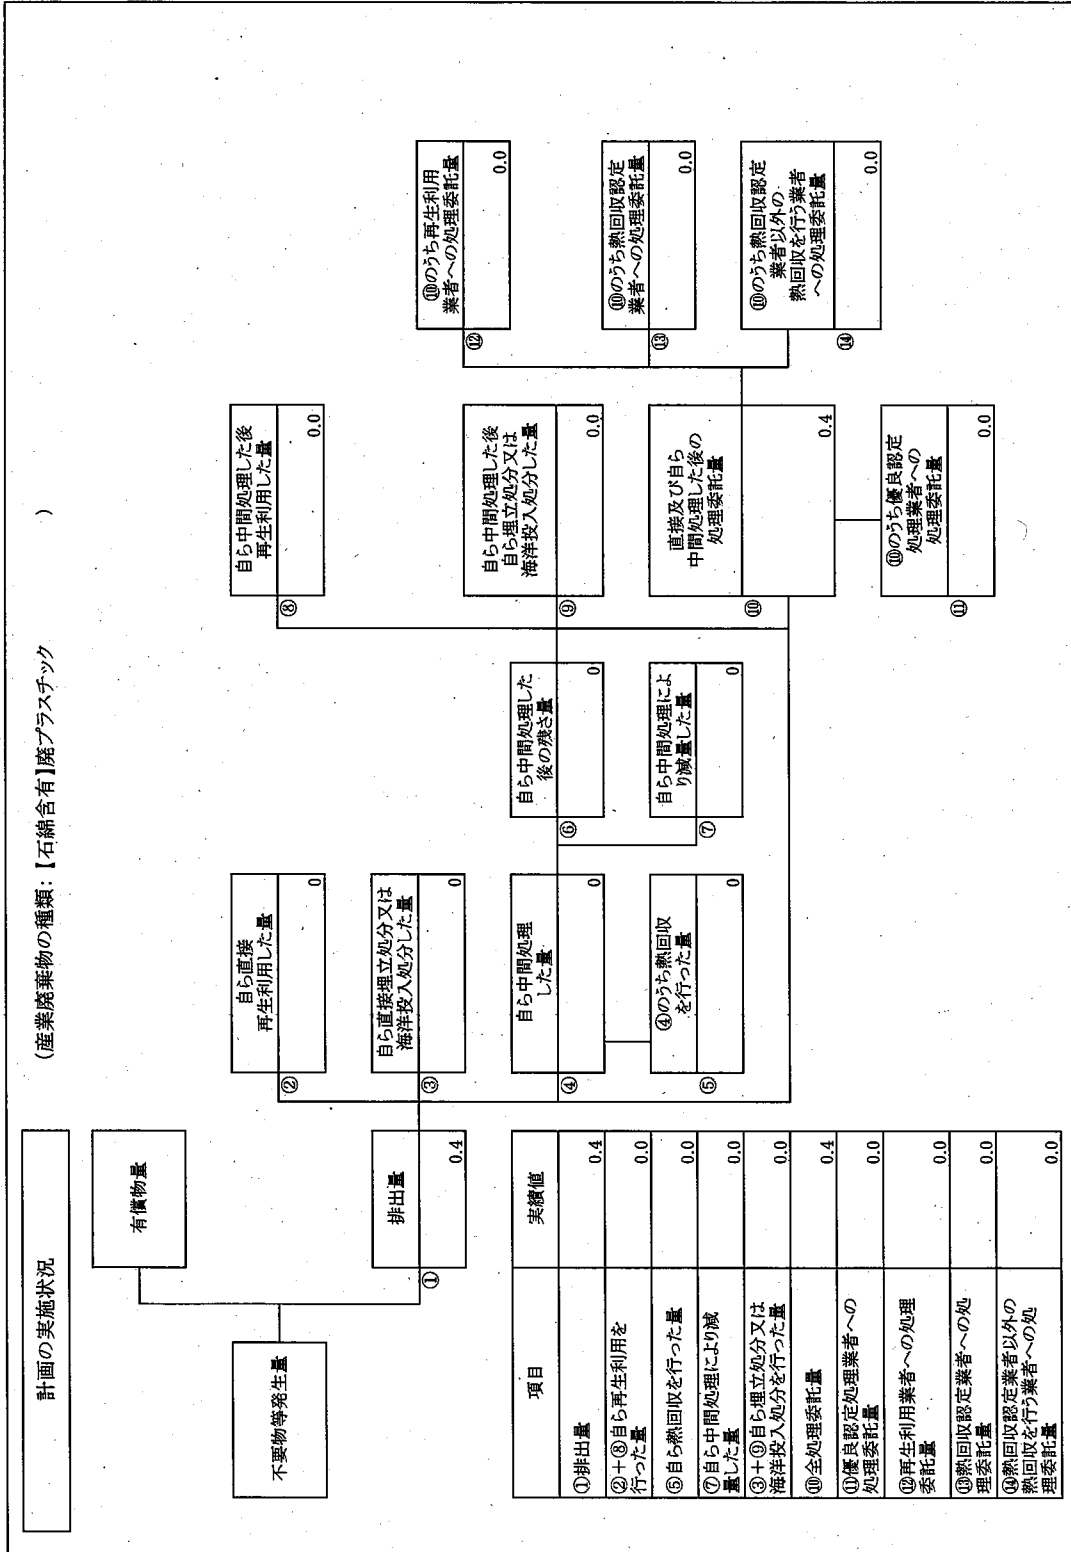 計画の実施状況
(産業廃棄物の種類:【石綿含有】廃プラスチック )
不要物等発生量
有償物量
①
排出量
0.4
②
自ら直接
再生利用した量
0
③
自ら直接埋立処分又は
海洋投入処分した量
0
④
自ら中間処理
した量
0
⑤
④のうち熱回収
を行った量
0
⑥
自ら中間処理した
後の残さ量
0
⑦
自ら中間処理によ
り減量した量
0
⑧
自ら中間処理した後
再生利用した量
0.0
⑨
自ら中間処理した後
自ら埋立処分又は
海洋投入処分した量
0.0
⑩
直接及び自ら
中間処理した後の
処理委託量
0.4
⑪
⑩のうち優良認定
処理業者への
処理委託量
0.0
⑫
⑩のうち再生利用
業者への処理委託量
0.0
⑬
⑩のうち熱回収認定
業者への処理委託量
0.0
⑭
⑩のうち熱回収認定
業者以外の
熱回収を行う業者
への処理委託量
0.0
項目 実績値
①排出量 0.4
②+⑧自ら再生利用を
行った量 0.0
⑤自ら熱回収を行った量 0.0
⑦自ら中間処理により減
量した量 0.0
③+⑨自ら埋立処分又は
海洋投入処分を行った量 0.0
⑩全処理委託量 0.4
⑪優良認定処理業者への
処理委託量 0.0
⑫再生利用業者への処理
委託量 0.0
⑬熱回収認定業者への処
理委託量 0.0
⑭熱回収認定業者以外の
熱回収を行う業者への処
理委託量 0.0